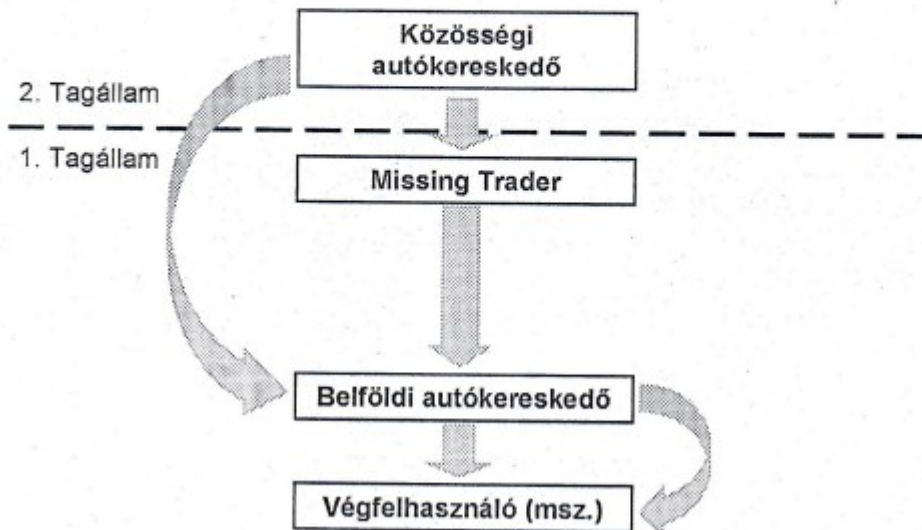 Közösségi
autókereskedő
2. Tagállam
1. Tagállam
Missing Trader
Belföldi autókereskedő
Végfelhasználó (msz.)